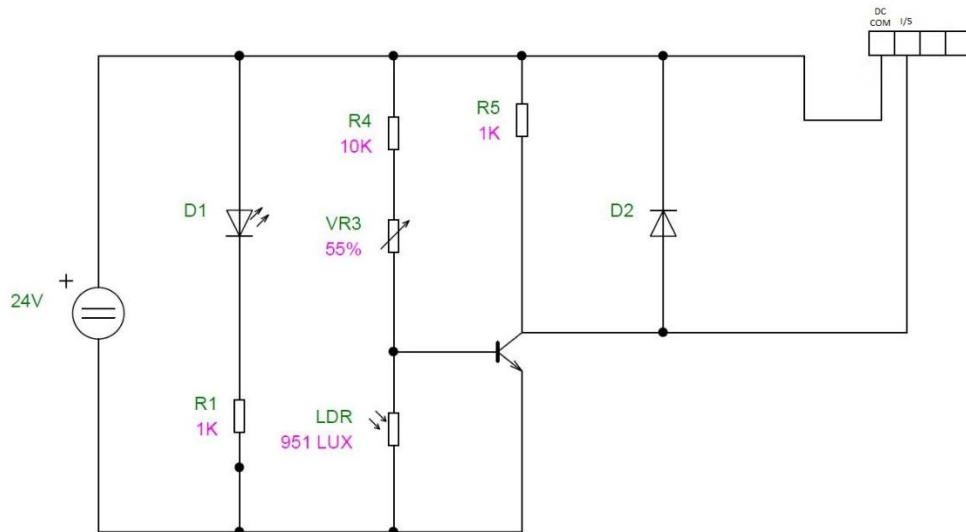 DC
COM I/S
R4
10K
R5
1K
D1
VR3
55%
D2
+
24V
R1
1K
LDR
951 LUX